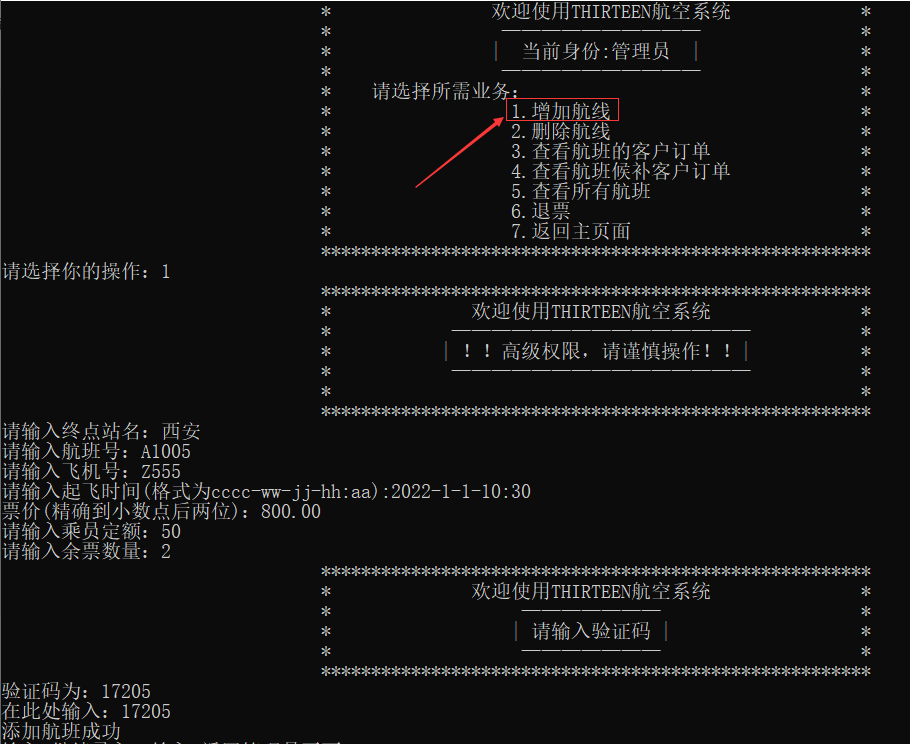 欢迎使用THIRTEEN航空系统
当前身份:管理员
请选择所需业务:
1.增加航线
2.删除航线
3.查看航班的客户订单
4.查看航班候补客户订单
5.查看所有航班
6.退票
7.返回主页面
******************************************************
请选择你的操作: 1
******************************************************
欢迎使用THIRTEEN航空系统
！！高级权限，请谨慎操作！！
******************************************************
请输入终点站名: 西安
请输入航班号: A1005
请输入飞机号: Z555
请输入起飞时间(格式为cccc-ww-jj-hh:aa):2022-1-1-10:30
票价(精确到小数点后两位): 800.00
请输入乘员定额: 50
请输入余票数量: 2
******************************************************
欢迎使用THIRTEEN航空系统
请输入验证码
******************************************************
验证码为: 17205
在此处输入: 17205
添加航班成功